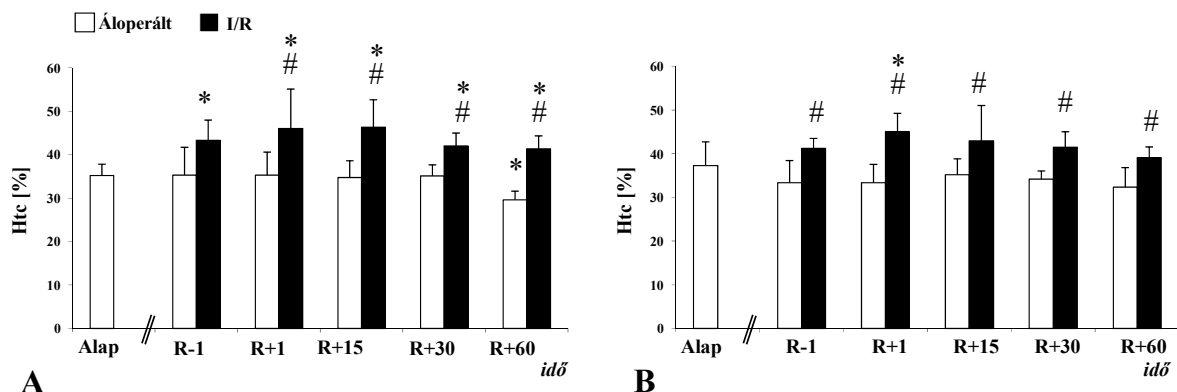 Áloperált I/R
Htc [%]
60
50
40
30
20
10
0
* # * * # * # * # * *
Alap R-1 R+1 R+15 R+30 R+60
idő
A
Htc [%]
60
50
40
30
20
10
0
# * # # # #
Alap R-1 R+1 R+15 R+30 R+60
idő
B